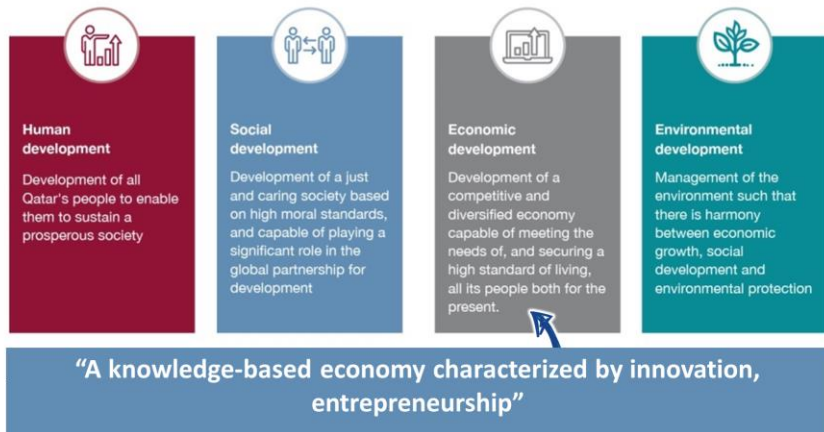 Human
development
Development of all
Qatar's people to enable
them to sustain a
prosperous society
Social
development
Development of a just
and caring society based
on high moral standards,
and capable of playing a
significant role in the
global partnership for
development
Economic
development
Development of a
competitive and
diversified economy
capable of meeting the
needs of, and securing a
high standard of living,
all its people both for the
present.
Environmental
development
Management of the
environment such that
there is harmony
between economic
growth, social
development and
environmental protection
“A knowledge-based economy characterized by innovation,
entrepreneurship”